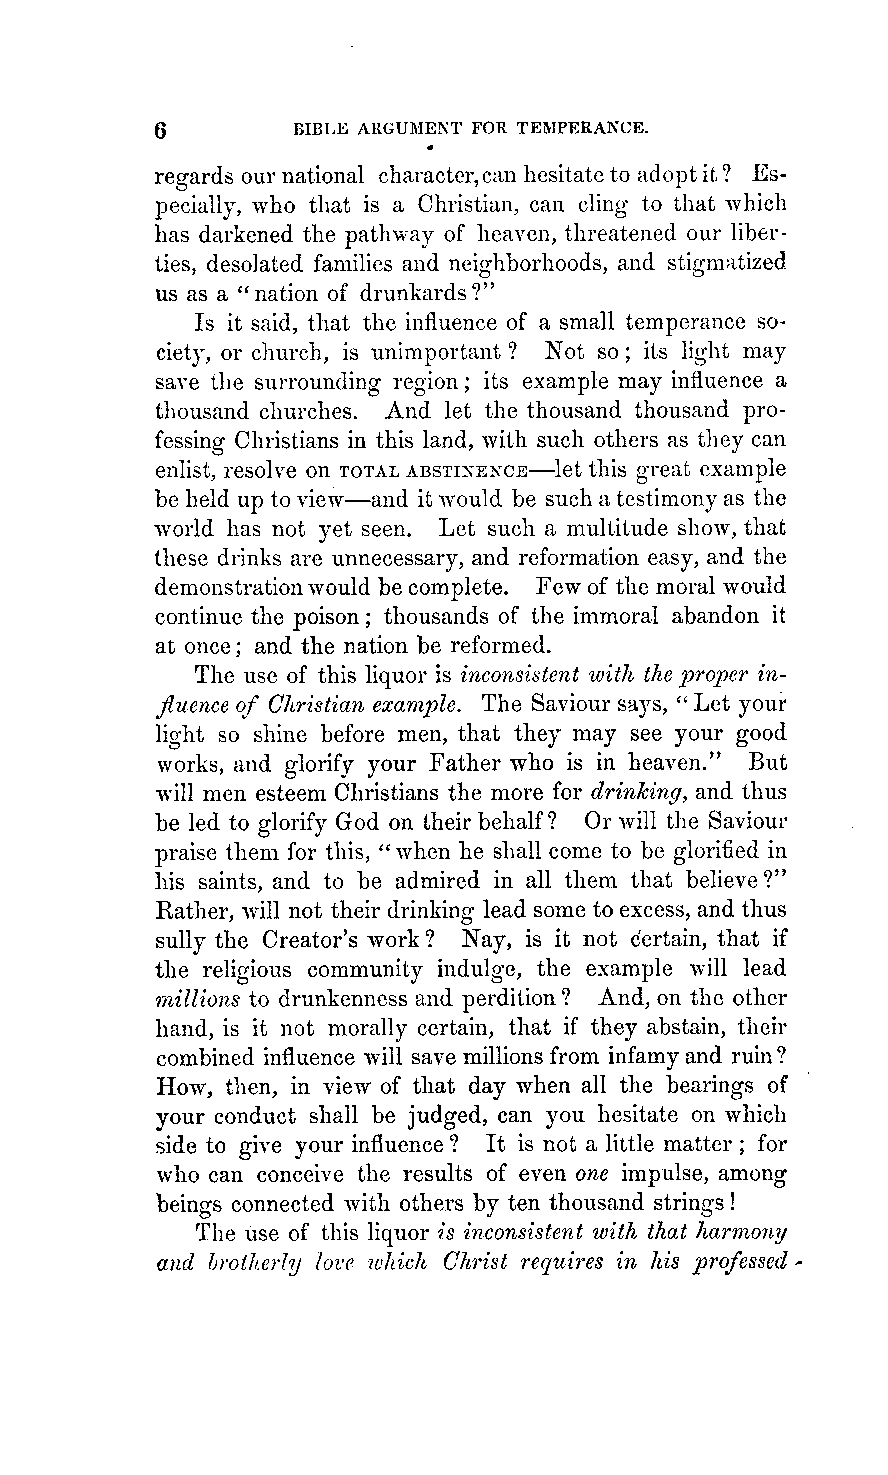 6 BIBLE ARGUMENT FOR TEMPERANCE.
regards our national character, can hesitate to adopt it? Es-
pecially, who that is a Christian, can cling to that which
has darkened the pathway of heaven, threatened our liber-
ties, desolated families and neighborhoods, and stigmatized
us as a "nation of drunkards?"
Is it said, that the influence of a small temperance so-
ciety, or church, is unimportant? Not so; its light may
save the surrounding region; its example may influence a
thousand churches. And let the thousand thousand pro-
fessing Christians in this land, with such others as they can
enlist, resolve on TOTAL ABSTINENCE—let this great example
be held up to view—and it would be such a testimony as the
world has not yet seen. Let such a multitude show, that
these drinks are unnecessary, and reformation easy, and the
demonstration would be complete. Few of the moral would
continue the poison; thousands of the immoral abandon it
at once; and the nation be reformed.
The use of this liquor is inconsistent with the proper in-
fluence of Christian example. The Saviour says, "Let your
light so shine before men, that they may see your good
works, and glorify your Father who is in heaven." But
will men esteem Christians the more for drinking, and thus
be led to glorify God on their behalf? Or will the Saviour
praise them for this, "when he shall come to be glorified in
his saints, and to be admired in all them that believe?"
Rather, will not their drinking lead some to excess, and thus
sully the Creator's work? Nay, is it not certain, that if
the religious community indulge, the example will lead
millions to drunkenness and perdition? And, on the other
hand, is it not morally certain, that if they abstain, their
combined influence will save millions from infamy and ruin?
How, then, in view of that day when all the bearings of
your conduct shall be judged, can you hesitate on which
side to give your influence? It is not a little matter; for
who can conceive the results of even one impulse, among
beings connected with others by ten thousand strings!
The use of this liquor is inconsistent with that harmony
and brotherly love which Christ requires in his professed